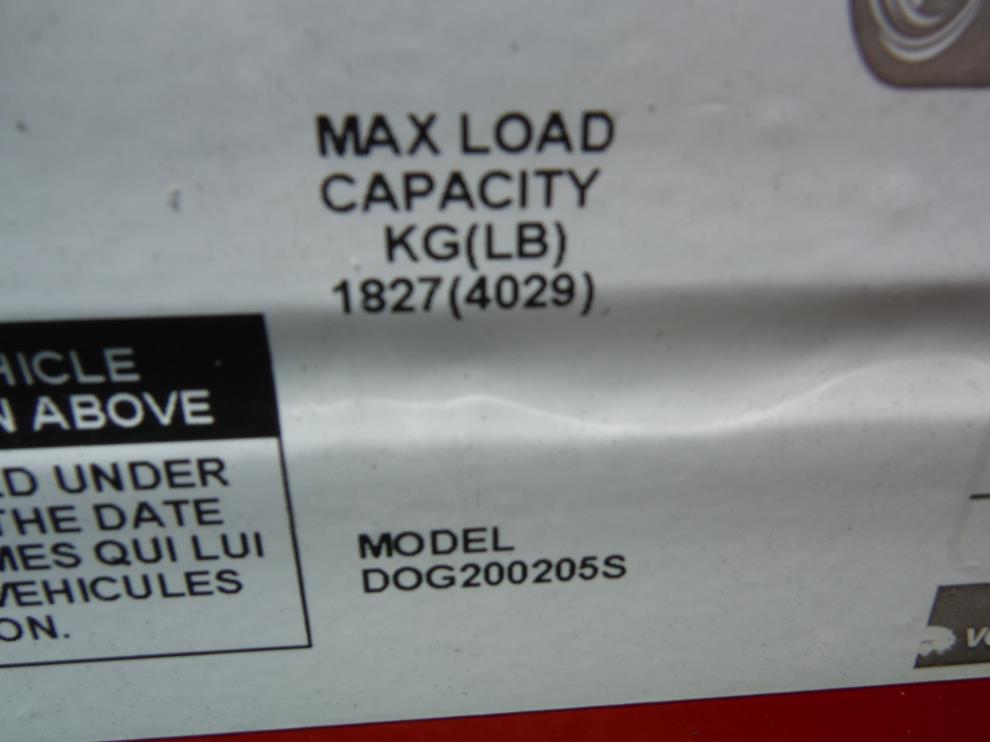 MAX LOAD
CAPACITY
KG(LB)
1827(4029)
HICLE
N ABOVE
D UNDER
THE DATE
MES QUI LUI
VEHICULES
ON.
MODEL
DOG200205S